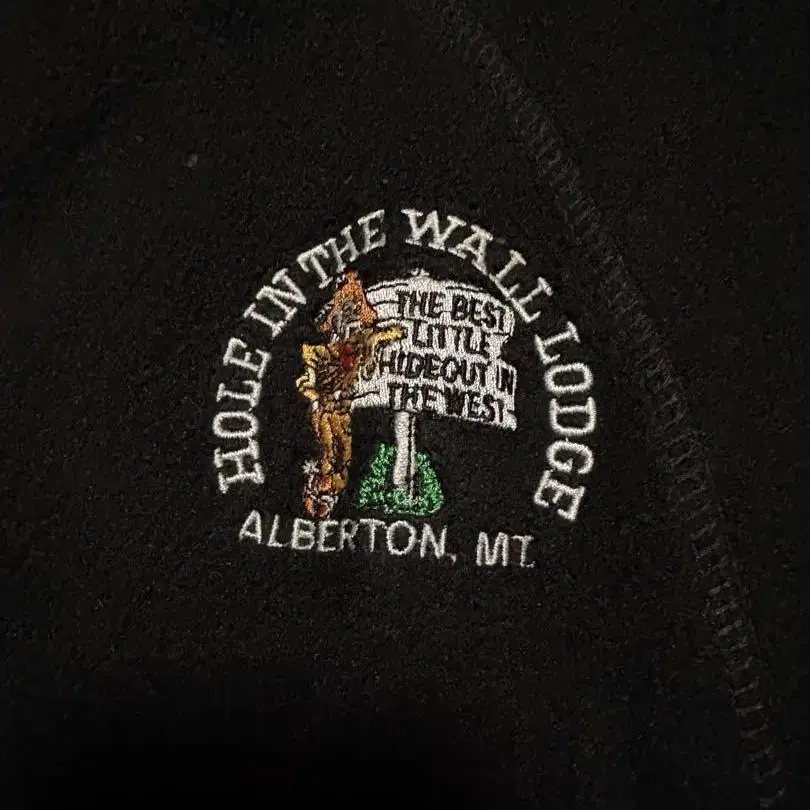 HOLE IN THE WALL LODGE
THE BEST
LITTLE
HIDEOUT IN
THE WEST
ALBERTON, MT.